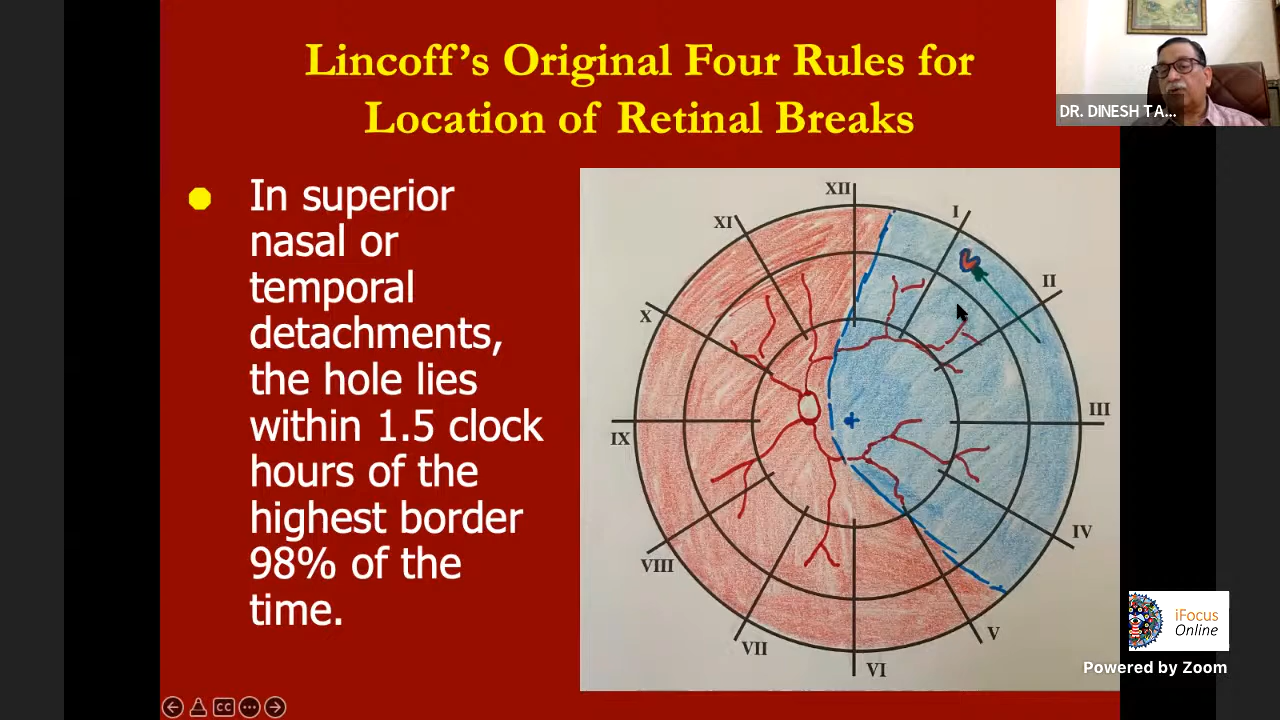 Lincoff's Original Four Rules for
Location of Retinal Breaks
DR. DINESH TA...
In superior
nasal or
temporal
detachments,
the hole lies
within 1.5 clock
hours of the
highest border
98% of the
time.
XII
I
II
III
IV
V
VI
VII
VIII
IX
X
XI
CC
iFocus
Online
Powered by Zoom